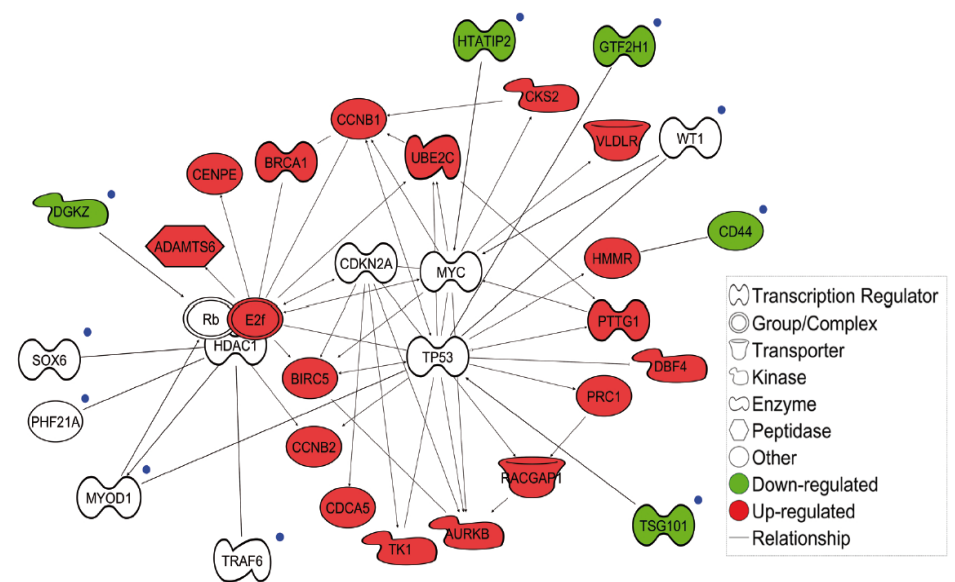 HTATIP2
GTF2H1
CKS2
CCNB1
VLDLR
WT1
BRCA1
UBE2C
CENPE
DGKZ
CD44
ADAMTS6
HMMR
CDKN2A
MYC
Rb
E2f
PTTG1
HDAC1
TP53
SOX6
DBF4
BIRC5
PRC1
PHF21A
CCNB2
RACGAP1
MYOD1
CDCA5
TSG101
AURKB
TK1
TRAF6
Transcription Regulator
Group/Complex
Transporter
Kinase
Enzyme
Peptidase
Other
Down-regulated
Up-regulated
Relationship